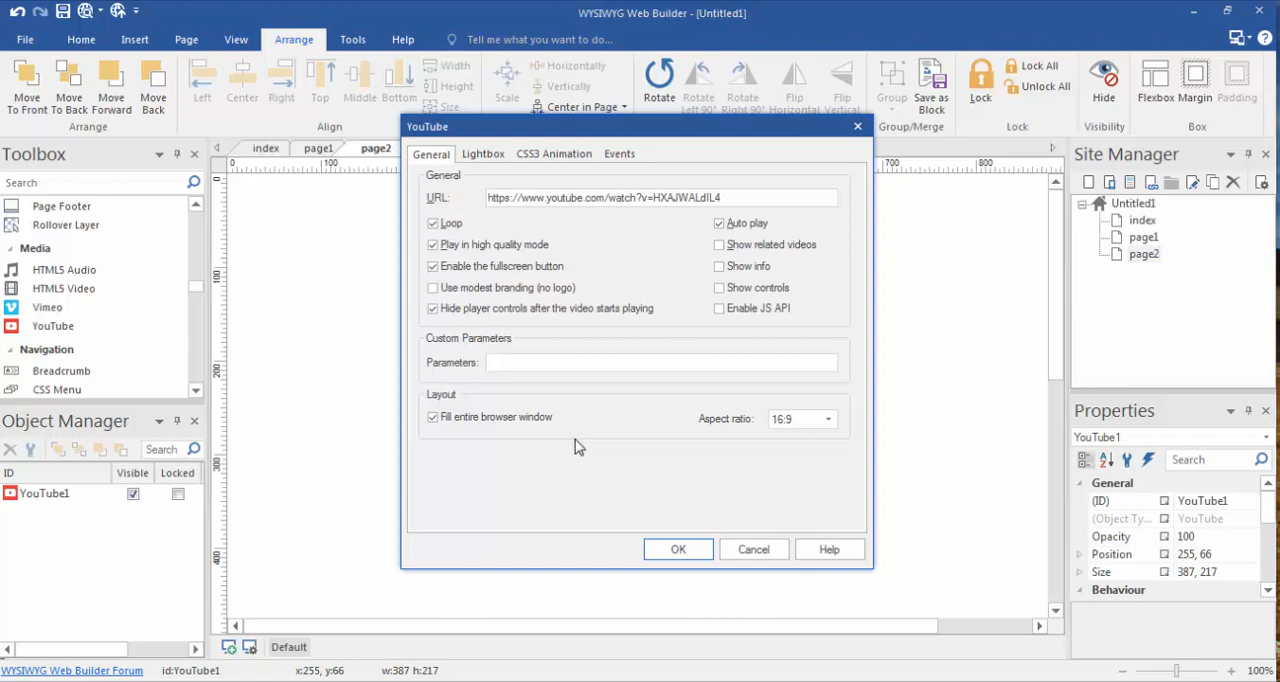 WYSIWYG Web Builder - [Untitled1]
File Home Insert Page View Arrange Tools Help Tell me what you want to do...
Move To Front
Move To Back
Move Forward
Move Back
Arrange
Left Center Right Top Middle Bottom
Align
Width
Height
Size
Scale
Horizontally
Vertically
Center in Page
Rotate
Rotate Left 90°
Rotate Right 90°
Flip Horizontal
Flip Vertical
Group
Save as Block
Group/Merge
Lock
Lock All
Unlock All
Lock
Hide
Visibility
Flexbox Margin Padding
Box
Toolbox
Search
Page Footer
Rollover Layer
Media
HTML5 Audio
HTML5 Video
Vimeo
YouTube
Navigation
Breadcrumb
CSS Menu
Object Manager
Search
ID Visible Locked
YouTube1
index page1 page2
0 100 700 800
0
100
200
300
400
YouTube
General Lightbox CSS3 Animation Events
General
URL: https://www.youtube.com/watch?v=HXAJWALdlL4
Loop Auto play
Play in high quality mode Show related videos
Enable the fullscreen button Show info
Use modest branding (no logo) Show controls
Hide player controls after the video starts playing Enable JS API
Custom Parameters
Parameters:
Layout
Fill entire browser window Aspect ratio: 16:9
OK Cancel Help
Site Manager
Untitled1
index
page1
page2
Properties
YouTube1
Search
General
(ID) YouTube1
(Object Ty... YouTube
Opacity 100
Position 255, 66
Size 387, 217
Behaviour
Default
WYSIWYG Web Builder Forum id:YouTube1 x:255, y:66 w:387 h:217 100%